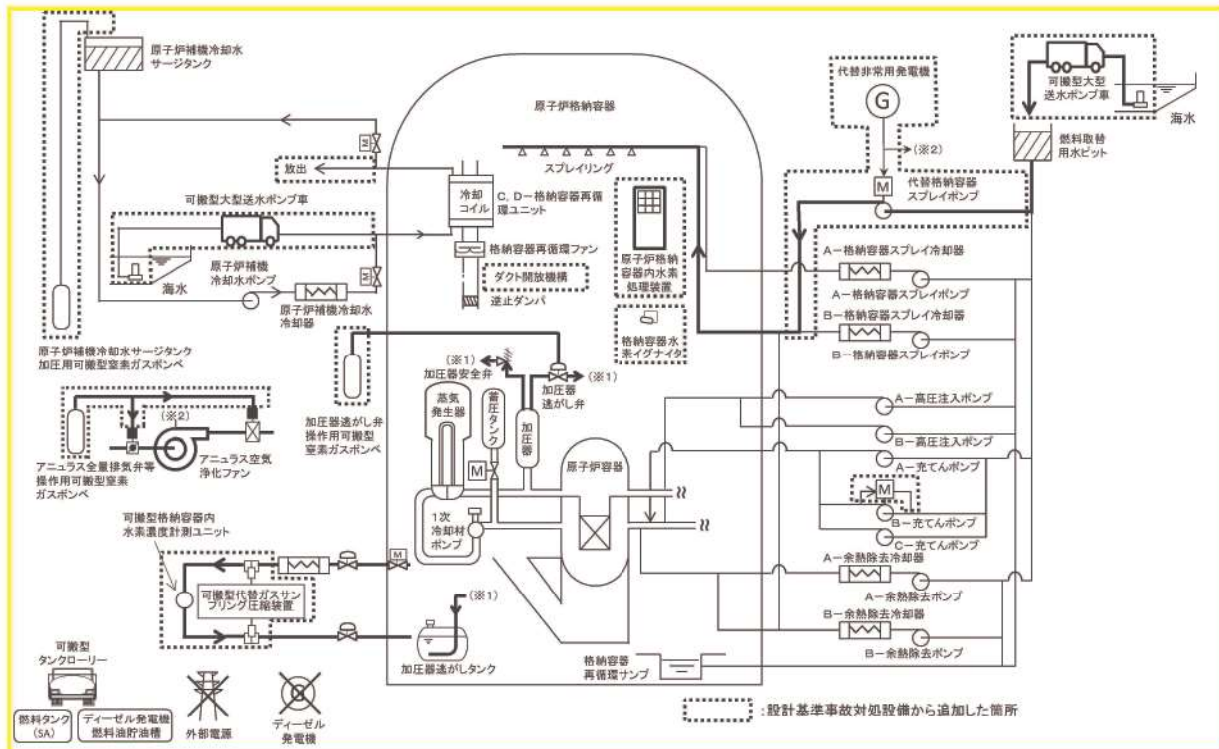 原子炉補機冷却水
サージタンク
放出
可搬型大型送水ポンプ車
海水
原子炉補機
冷却水ポンプ
原子炉補機冷却水
冷却器
原子炉補機冷却水サージタンク
加圧用可搬型窒素ガスボンベ
M
M
原子炉格納容器
スプレイリング
冷却
コイル
C,D－格納容器再循
環ユニット
格納容器再循環ファン
ダクト開放機構
逆止ダンパ
原子炉格納
容器内水素
処理装置
格納容器水
素イグナイタ
代替非常用発電機
G
(※2)
M
代替格納容器
スプレイポンプ
可搬型大型
送水ポンプ車
海水
燃料取替
用水ピット
A－格納容器スプレイ冷却器
A－格納容器スプレイポンプ
B－格納容器スプレイ冷却器
B－格納容器スプレイポンプ
(※1)
加圧器安全弁
(※1)
加圧器
逃がし弁
加圧器逃がし弁
操作用可搬型
窒素ガスボンベ
蒸気
発生器
蓄圧タンク
加圧器
原子炉容器
M
1次
冷却材
ポンプ
(※2)
アニュラス全量排気弁等
操作用可搬型窒素
ガスボンベ
アニュラス空気
浄化ファン
A－高圧注入ポンプ
B－高圧注入ポンプ
A－充てんポンプ
M
B－充てんポンプ
C－充てんポンプ
A－余熱除去冷却器
A－余熱除去ポンプ
B－余熱除去冷却器
B－余熱除去ポンプ
可搬型格納容器内
水素濃度計測ユニット
M
可搬型代替ガスサン
プリング圧縮装置
(※1)
加圧器逃がしタンク
格納容器
再循環サンプ
可搬型
タンクローリー
燃料タンク
(SA)
ディーゼル発電機
燃料油貯油槽
外部電源
ディーゼル
発電機
:設計基準事故対処設備から追加した箇所